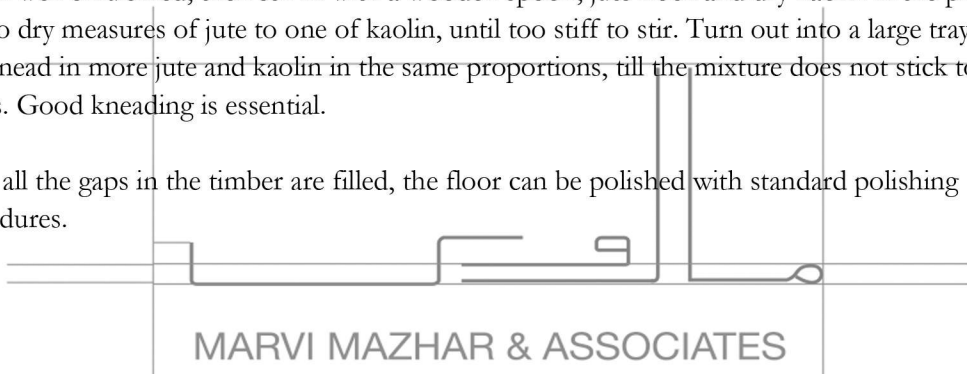 dry measures of jute to one of kaolin, until too stiff to stir. Turn out into a large tray
in more jute and kaolin in the same proportions, till the mixture does not stick
Good kneading is essential.
all the gaps in the timber are filled, the floor can be polished with standard polishing
dures.
MARVI MAZHAR & ASSOCIATES